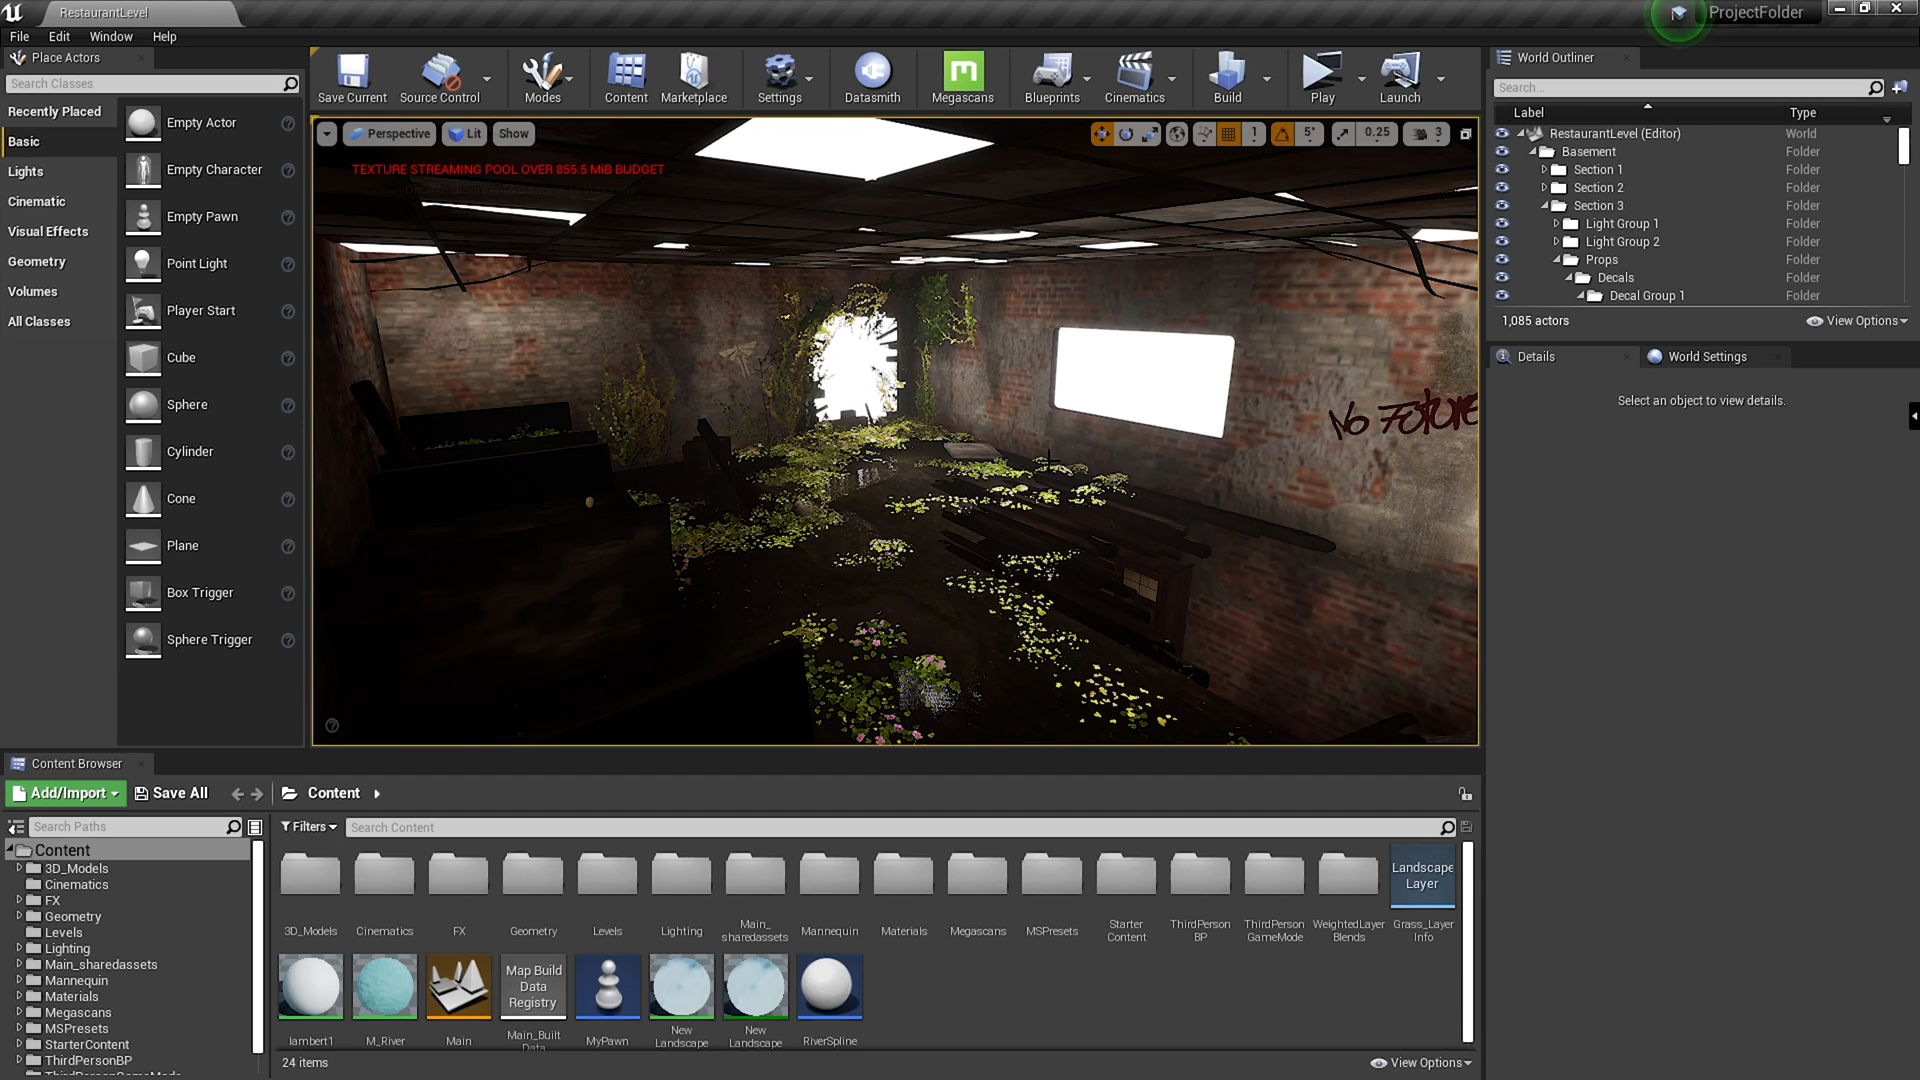 RestaurantLevel
ProjectFolder
File Edit Window Help
Place Actors
Search Classes
Recently Placed
Basic
Lights
Cinematic
Visual Effects
Geometry
Volumes
All Classes
Empty Actor
Empty Character
Empty Pawn
Point Light
Player Start
Cube
Sphere
Cylinder
Cone
Plane
Box Trigger
Sphere Trigger
Save Current Source Control Modes Content Marketplace Settings Datasmith Megascans Blueprints Cinematics Build Play Launch
Perspective Lit Show
1 5° 0.25 3
TEXTURE STREAMING POOL OVER 855.5 MiB BUDGET
No Future
World Outliner
Search...
Label Type
RestaurantLevel (Editor) World
Basement Folder
Section 1 Folder
Section 2 Folder
Section 3 Folder
Light Group 1 Folder
Light Group 2 Folder
Props Folder
Decals Folder
Decal Group 1 Folder
1,085 actors View Options
Details World Settings
Select an object to view details.
Content Browser
Add/Import Save All Content
Search Paths
Filters Search Content
Content
3D_Models
Cinematics
FX
Geometry
Levels
Lighting
Main_sharedassets
Mannequin
Materials
Megascans
MSPresets
StarterContent
ThirdPersonBP
ThirdPersonGameMode
Landscape
Layer
3D_Models Cinematics FX Geometry Levels Lighting Main_ sharedassets Mannequin Materials Megascans MSPresets Starter Content ThirdPerson BP ThirdPerson GameMode WeightedLayer Blends Grass_Layer Info
Map Build
Data
Registry
lambert1 M_River Main Main_Built Data MyPawn New Landscape New Landscape RiverSpline
24 items View Options